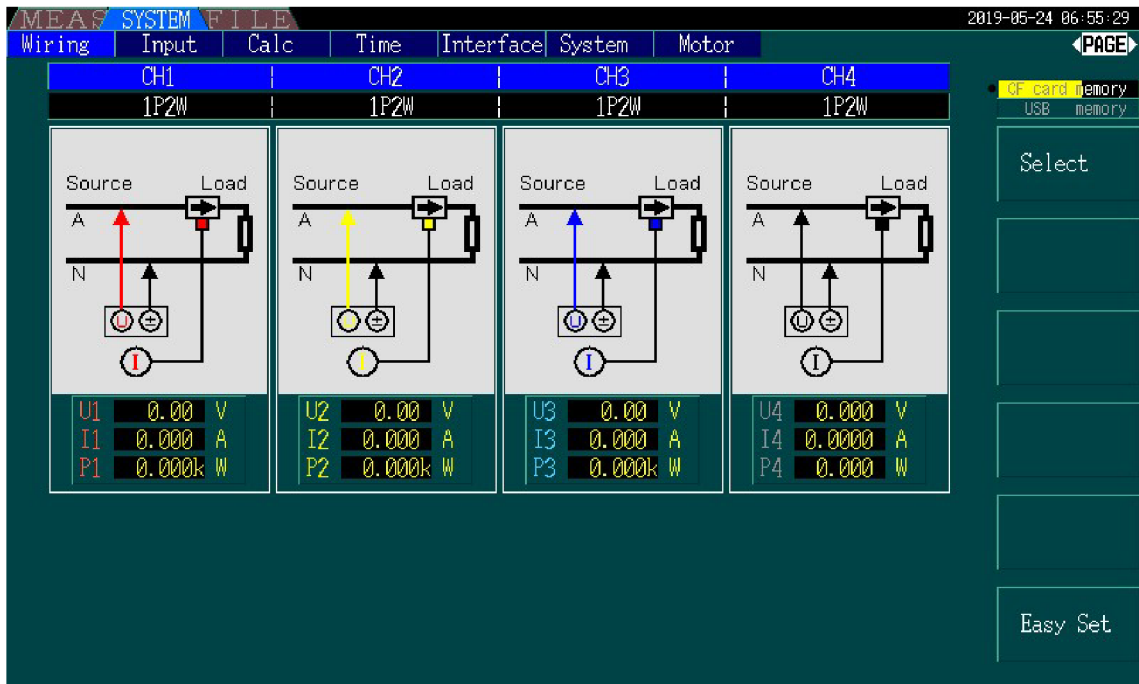 MEAS SYSTEM FILE 2019-05-24 06:55:29
Wiring Input Calc Time Interface System Motor PAGE
CH1 CH2 CH3 CH4
1P2W 1P2W 1P2W 1P2W
CF card memory
USB memory
Select
Source Load Source Load Source Load Source Load
A A A A
N N N N
U ± U ± U ± U ±
I I I I
U1 0.00 V U2 0.00 V U3 0.00 V U4 0.000 V
I1 0.000 A I2 0.000 A I3 0.000 A I4 0.0000 A
P1 0.000k W P2 0.000k W P3 0.000k W P4 0.000 W
Easy Set